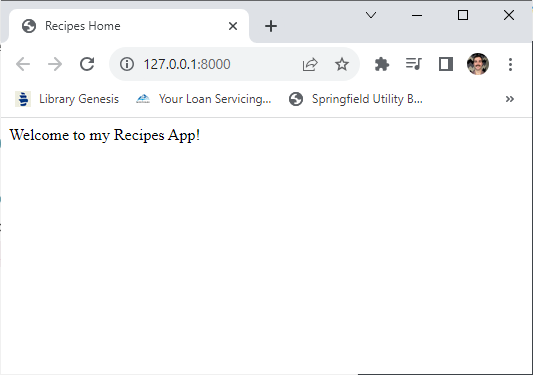 Recipes Home
127.0.0.1:8000
Library Genesis
Your Loan Servicing...
Springfield Utility B...
Welcome to my Recipes App!